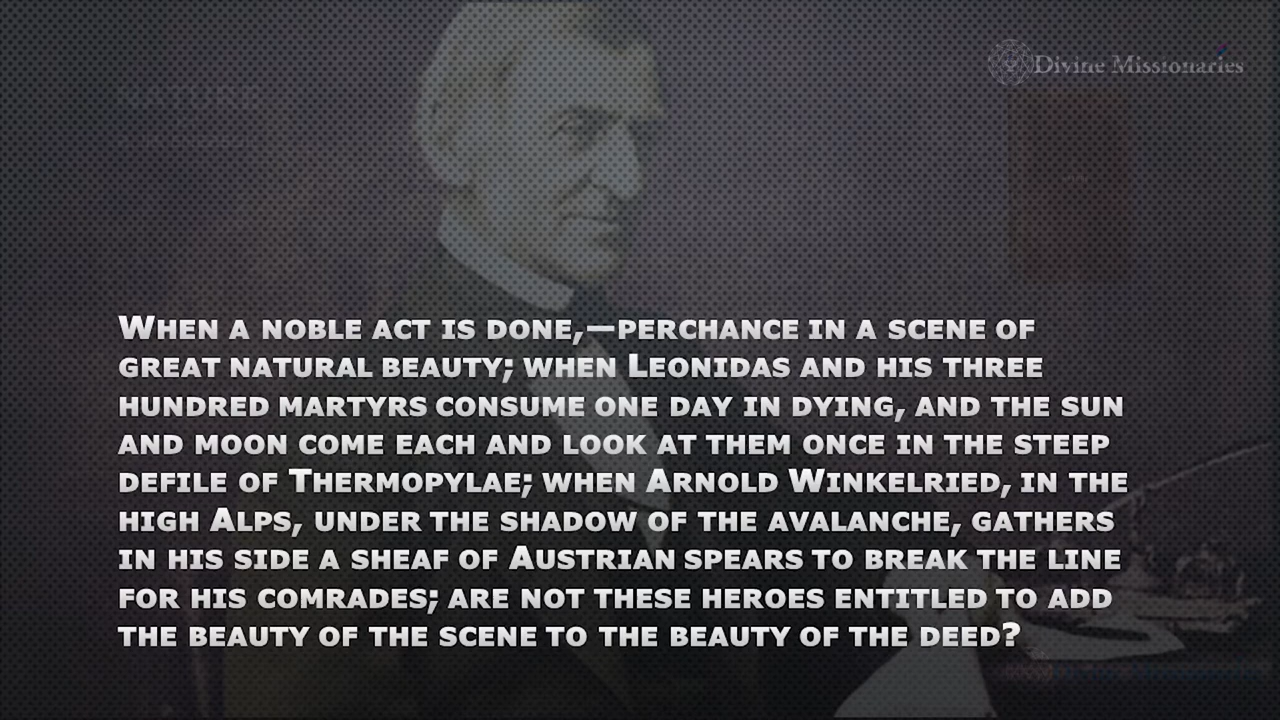 Divine Missionaries
When a noble act is done,—perchance in a scene of
great natural beauty; when Leonidas and his three
hundred martyrs consume one day in dying, and the sun
and moon come each and look at them once in the steep
defile of Thermopylae; when Arnold Winkelried, in the
high Alps, under the shadow of the avalanche, gathers
in his side a sheaf of Austrian spears to break the line
for his comrades; are not these heroes entitled to add
the beauty of the scene to the beauty of the deed?